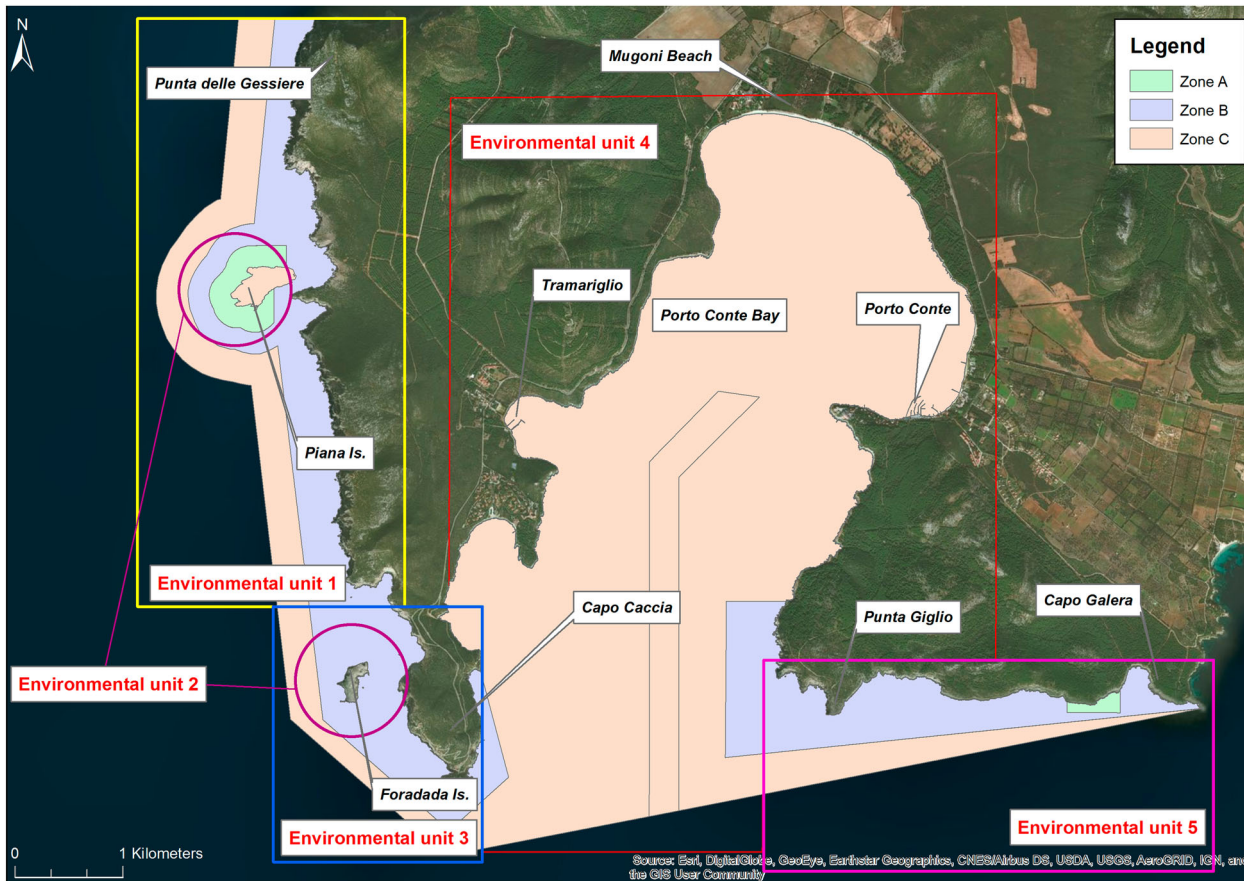 N
Punta delle Gessiere
Mugoni Beach
Legend
Zone A
Zone B
Zone C
Environmental unit 4
Tramariglio
Porto Conte Bay
Porto Conte
Piana Is.
Environmental unit 1
Capo Caccia
Punta Giglio
Capo Galera
Environmental unit 2
Foradada Is.
Environmental unit 3
Environmental unit 5
0
1 Kilometers
Source: Esri, DigitalGlobe, GeoEye, Earthstar Geographics, CNES/Airbus DS, USDA, USGS, AeroGRID, IGN, and
the GIS User Community